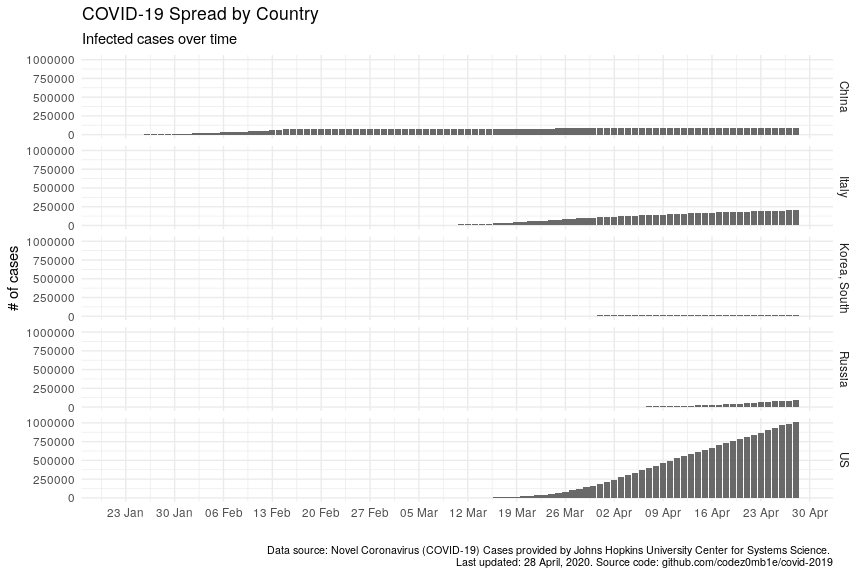 COVID-19 Spread by Country
Infected cases over time
# of cases
1000000
750000
500000
250000
0
China
1000000
750000
500000
250000
0
Italy
1000000
750000
500000
250000
0
Korea, South
1000000
750000
500000
250000
0
Russia
1000000
750000
500000
250000
0
US
23 Jan 30 Jan 06 Feb 13 Feb 20 Feb 27 Feb 05 Mar 12 Mar 19 Mar 26 Mar 02 Apr 09 Apr 16 Apr 23 Apr 30 Apr
Data source: Novel Coronavirus (COVID-19) Cases provided by Johns Hopkins University Center for Systems Science.
Last updated: 28 April, 2020. Source code: github.com/codez0mb1e/covid-2019